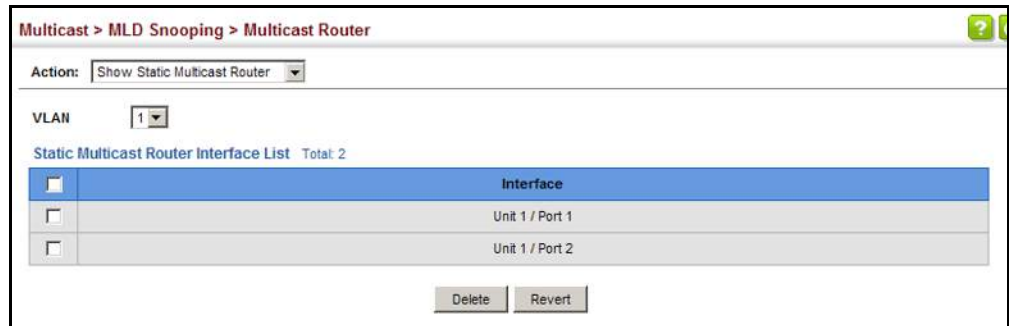 Multicast > MLD Snooping > Multicast Router
?
Action: Show Static Multicast Router
VLAN 1
Static Multicast Router Interface List Total: 2
Interface
Unit 1 / Port 1
Unit 1 / Port 2
Delete Revert